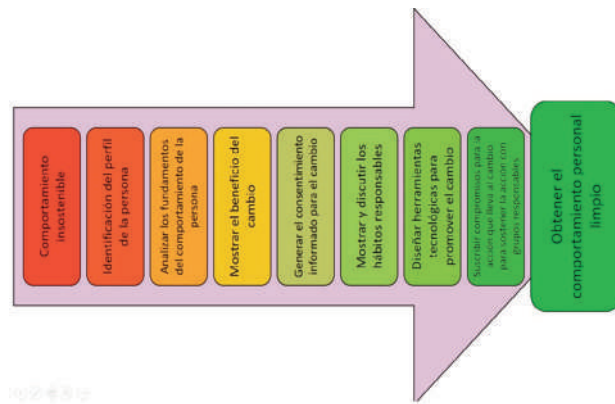 Comportamiento
insostenible
Identificación del perfil
de la persona
Analizar los fundamentos
del comportamiento de la
persona
Mostrar el beneficio del
cambio
Generar el consentimiento
informado para el cambio
Mostrar y discutir los
hábitos responsables
Diseñar herramientas
tecnológicas para
promover el cambio
Suscribir compromisos para la
acción que lleva al cambio
para sostener la acción con
grupos responsables
Obtener el
comportamiento personal
limpio